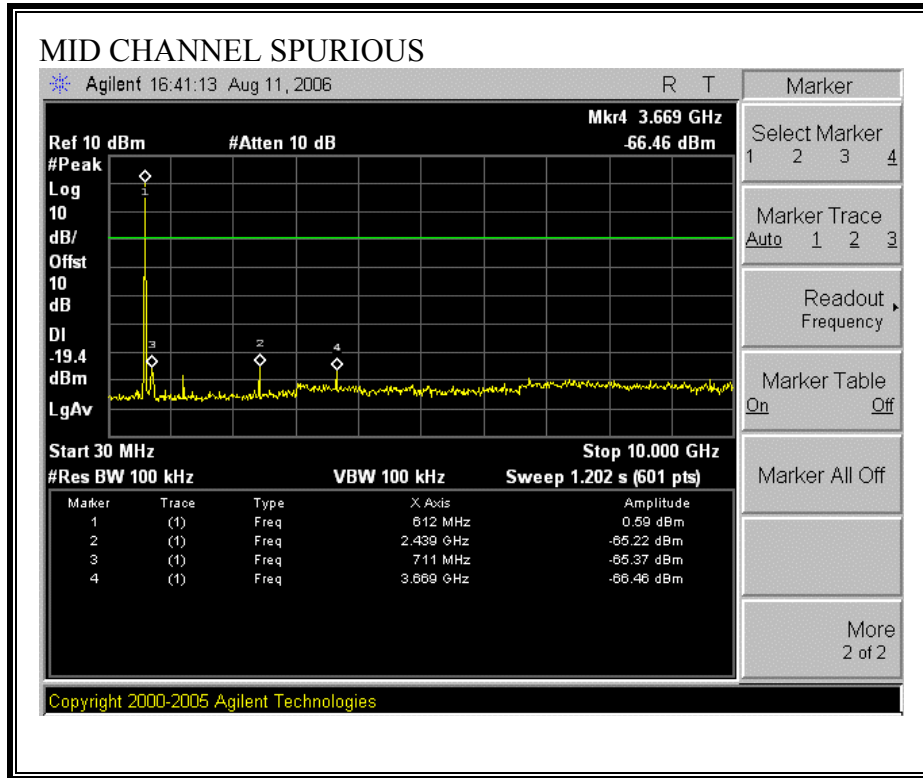 MID CHANNEL SPURIOUS
Agilent 16:41:13 Aug 11, 2006 R T
Mkr4 3.669 GHz
Ref 10 dBm #Atten 10 dB -66.46 dBm
#Peak
Log
10
dB/
Offst
10
dB
DI
-19.4
dBm
LgAv
1
3
2
4
Start 30 MHz Stop 10.000 GHz
#Res BW 100 kHz VBW 100 kHz Sweep 1.202 s (601 pts)
Marker Trace Type X Axis Amplitude
1 (1) Freq 612 MHz 0.59 dBm
2 (1) Freq 2.439 GHz -65.22 dBm
3 (1) Freq 711 MHz -65.37 dBm
4 (1) Freq 3.669 GHz -66.46 dBm
Marker
Select Marker
1 2 3 4
Marker Trace
Auto 1 2 3
Readout
Frequency
Marker Table
On Off
Marker All Off
More
2 of 2
Copyright 2000-2005 Agilent Technologies